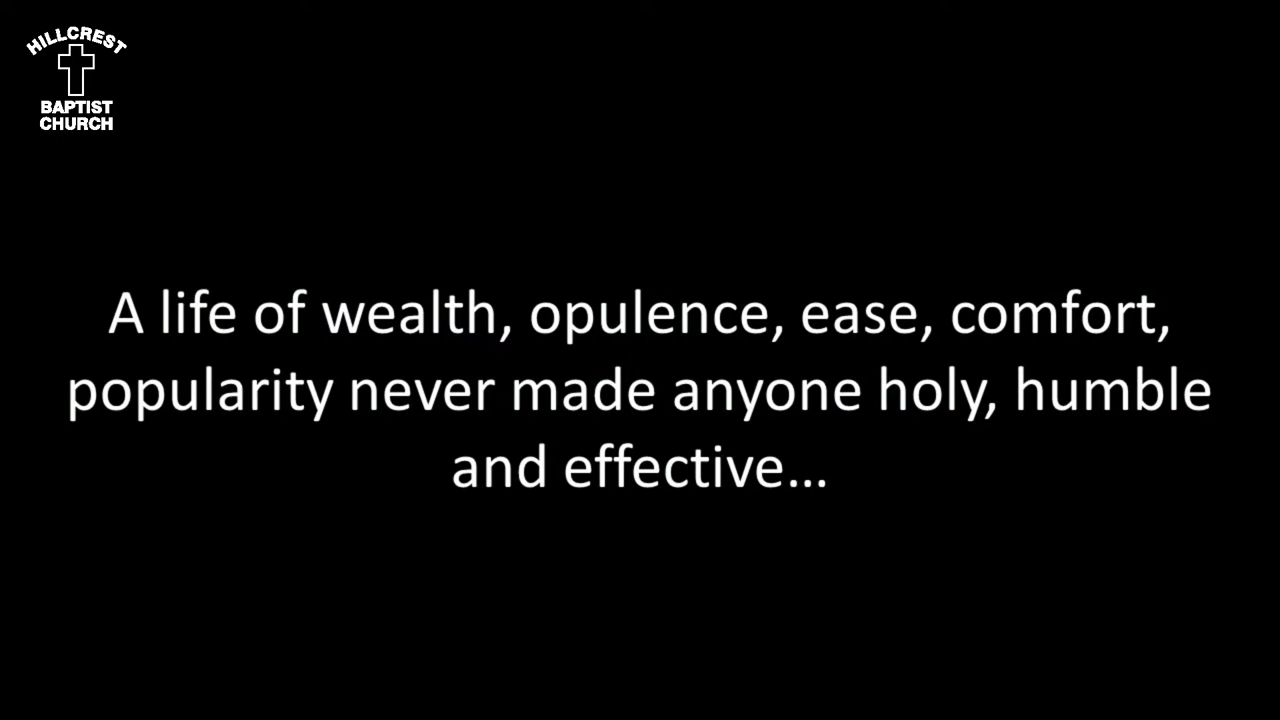 HILLCREST
BAPTIST
CHURCH
A life of wealth, opulence, ease, comfort,
popularity never made anyone holy, humble
and effective...